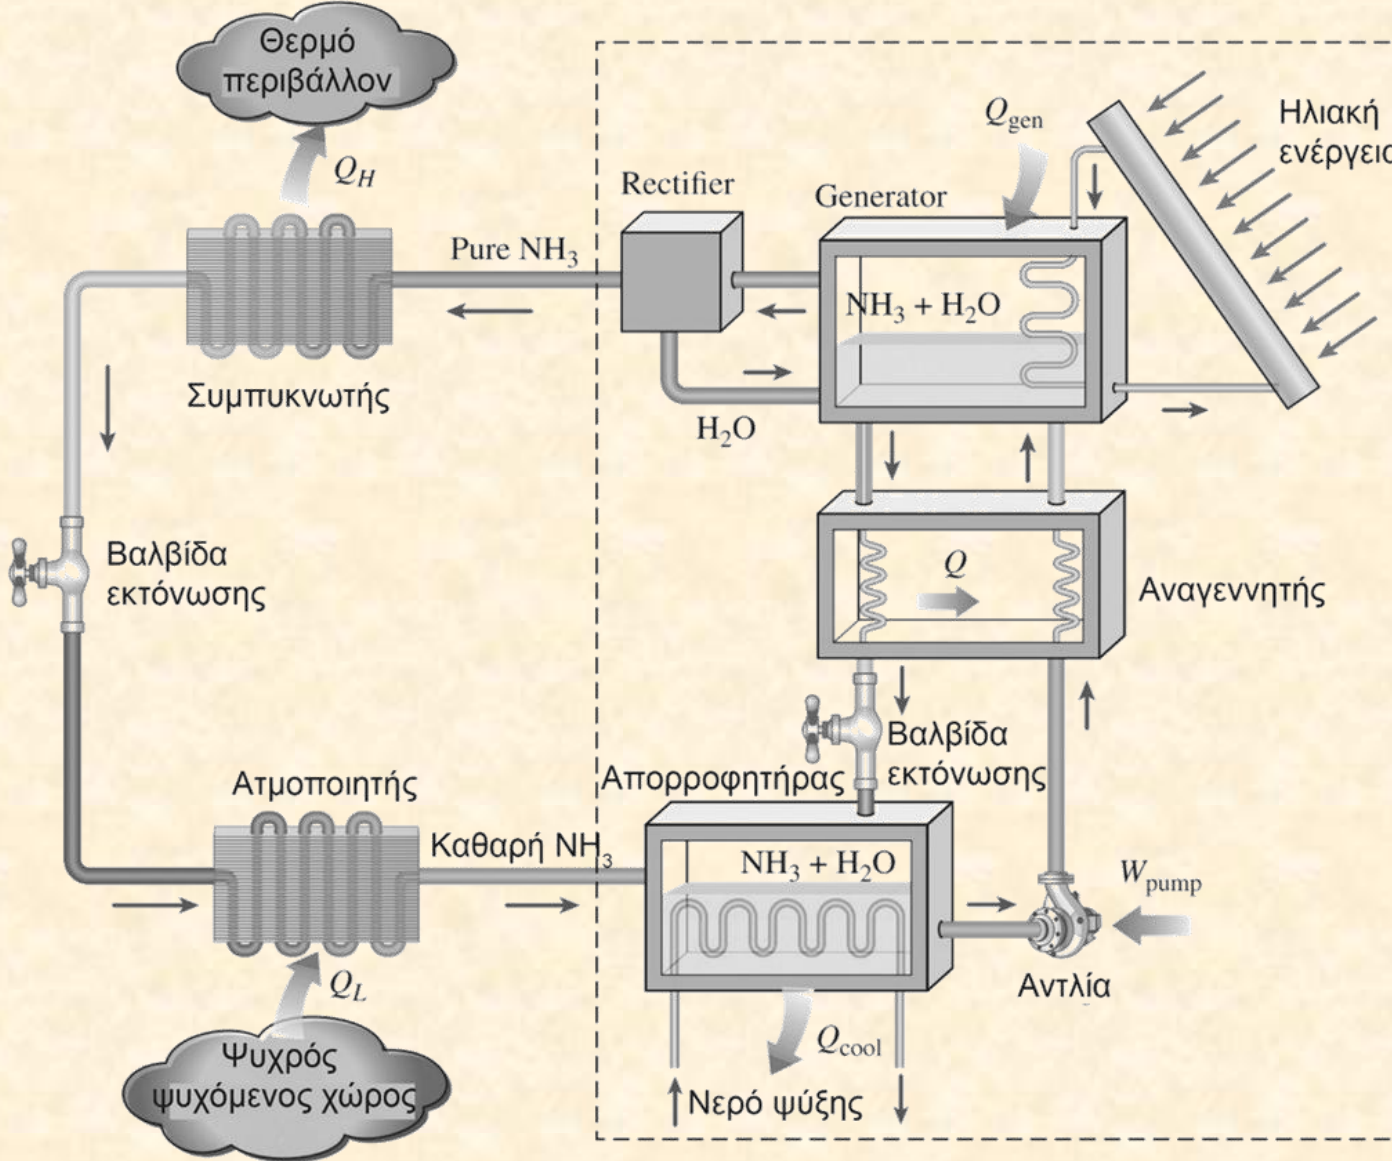 Θερμό
περιβάλλον
Q_H
Q_gen
Ηλιακή
ενέργεια
Rectifier
Generator
Pure NH₃
NH₃ + H₂O
Συμπυκνωτής
H₂O
Βαλβίδα
εκτόνωσης
Q
Αναγεννητής
Βαλβίδα
εκτόνωσης
Ατμοποιητής
Απορροφητήρας
Καθαρή NH₃
NH₃ + H₂O
W_pump
Αντλία
Q_L
Q_cool
Ψυχρός
ψυχόμενος χώρος
Νερό ψύξης